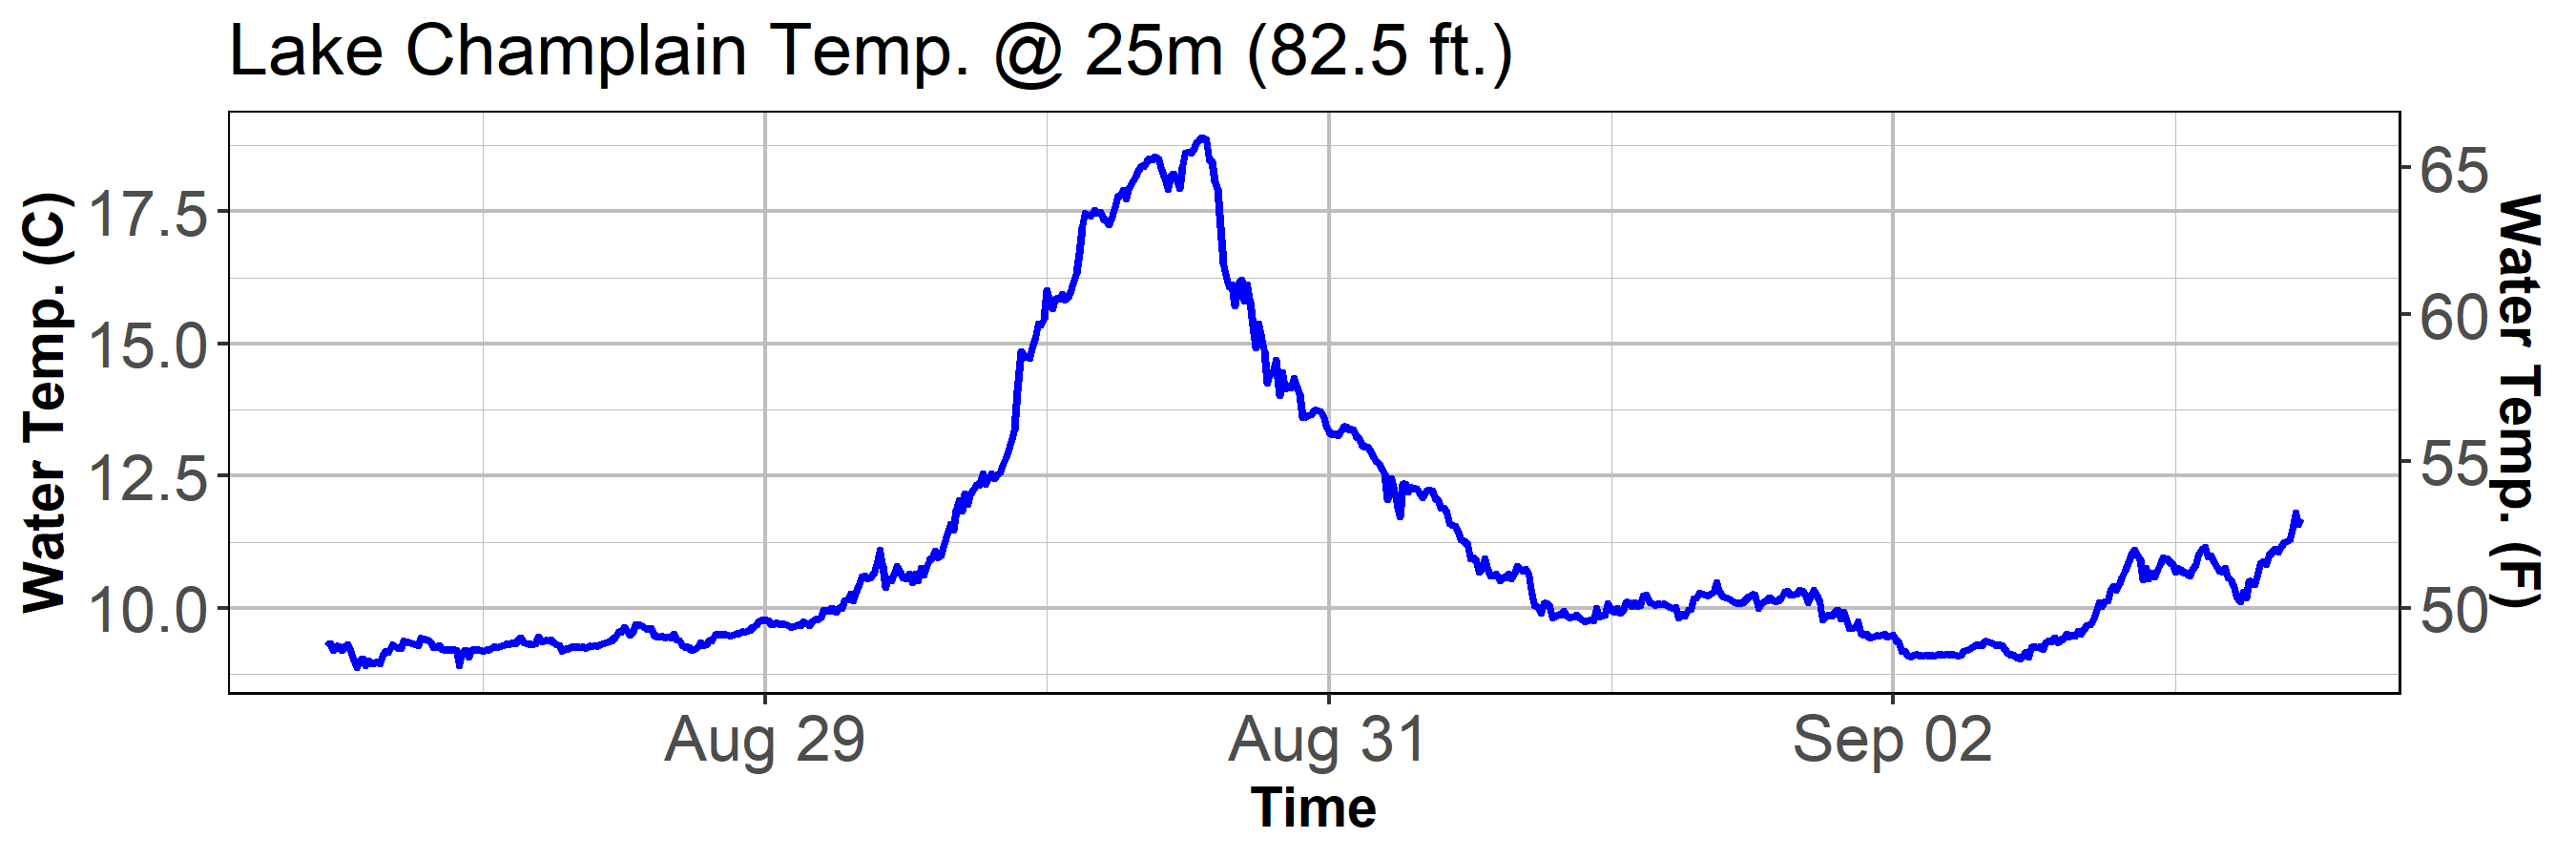 Lake Champlain Temp. @ 25m (82.5 ft.)
Water Temp. (C)
17.5
15.0
12.5
10.0
65
60
55
50
Water Temp. (F)
Aug 29
Aug 31
Sep 02
Time